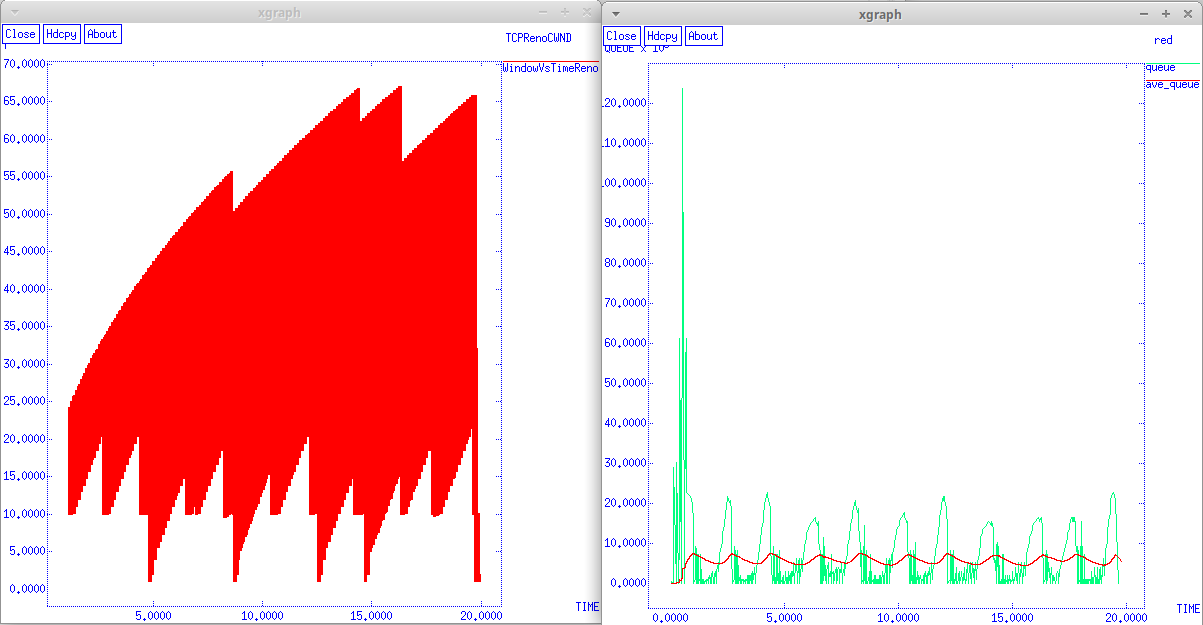 xgraph
Close Hdcpy About
TCPRenoCWND
WindowVsTimeReno
70.0000
65.0000
60.0000
55.0000
50.0000
45.0000
40.0000
35.0000
30.0000
25.0000
20.0000
15.0000
10.0000
5.0000
0.0000
5.0000 10.0000 15.0000 20.0000
TIME
xgraph
Close Hdcpy About
QUEUE x 10
red
queue
ave_queue
20.0000
10.0000
00.0000
90.0000
80.0000
70.0000
60.0000
50.0000
40.0000
30.0000
20.0000
10.0000
0.0000
0.0000 5.0000 10.0000 15.0000 20.0000
TIME